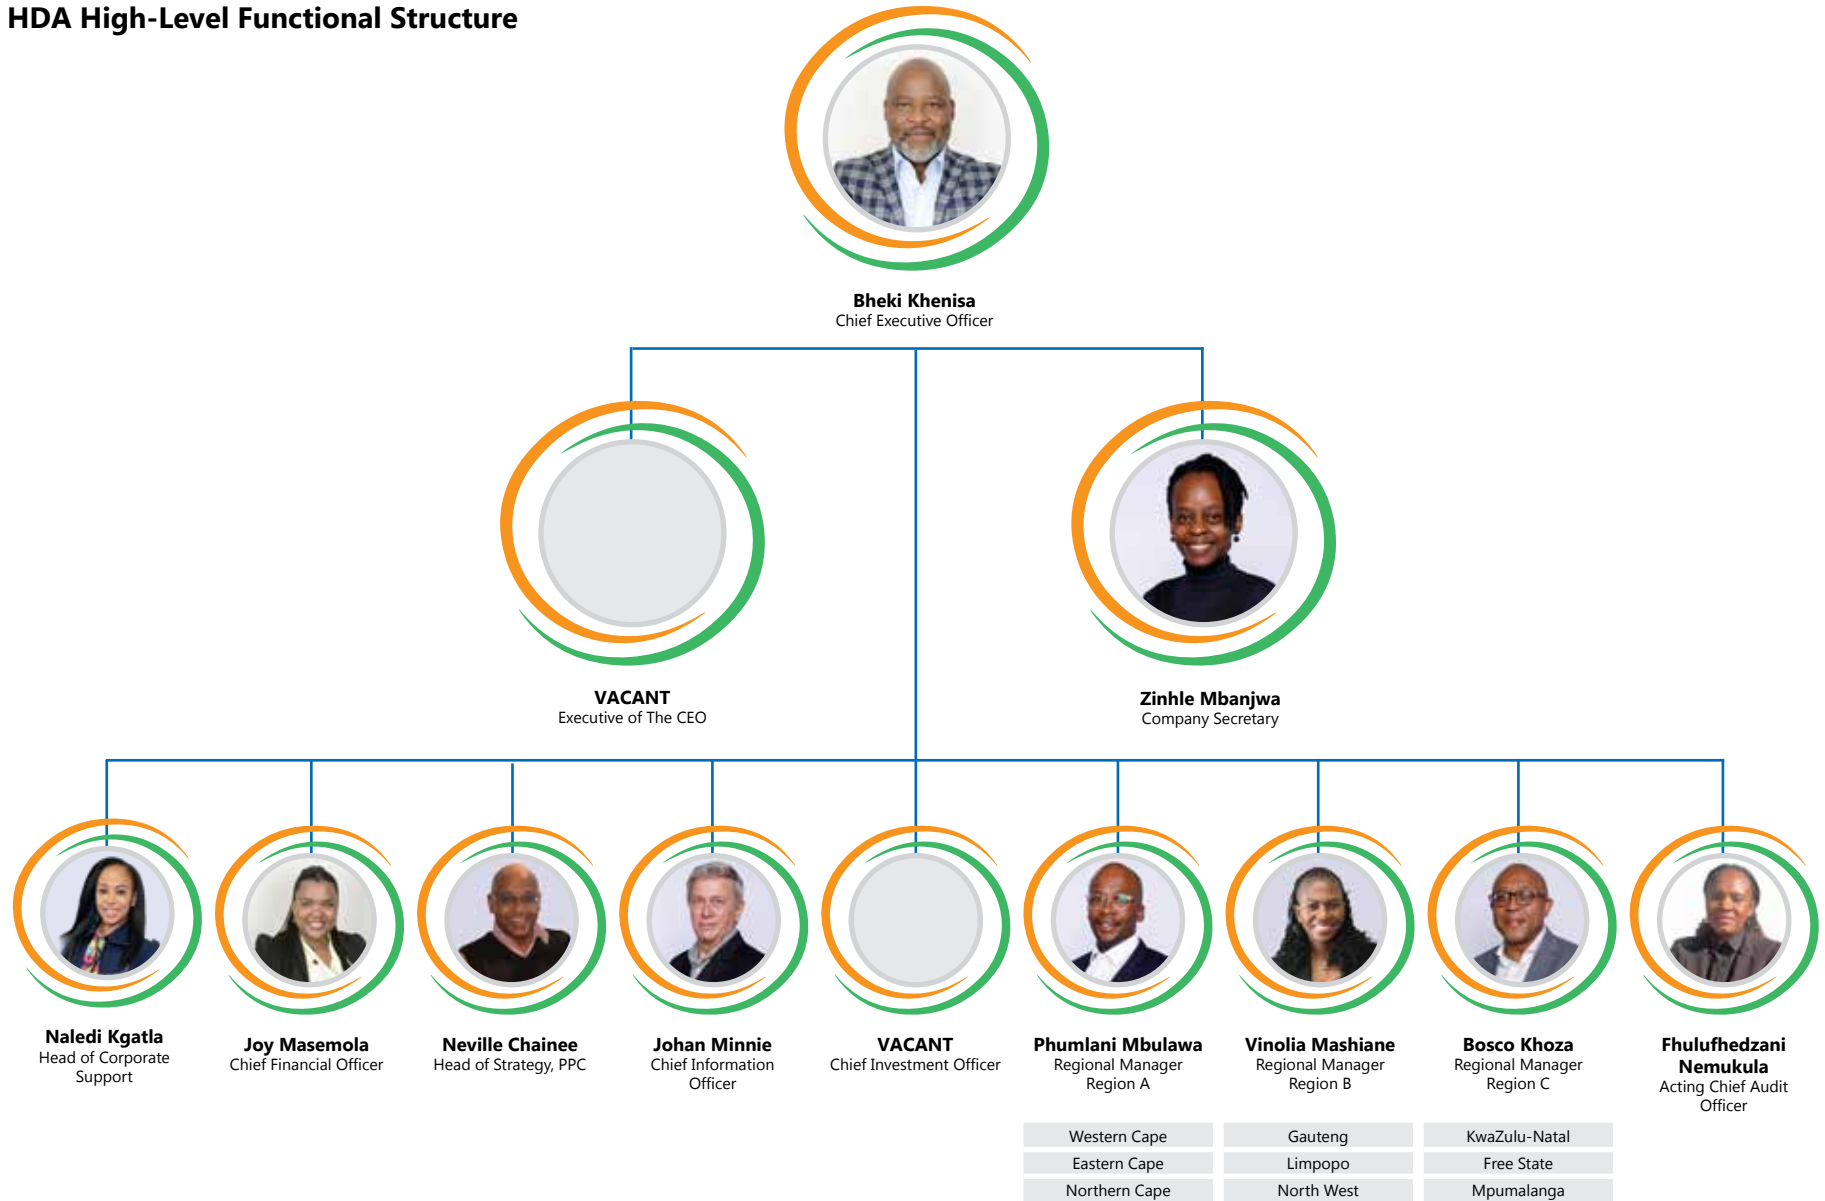 HDA High-Level Functional Structure
Bheki Khenisa
Chief Executive Officer
VACANT
Executive of The CEO
Zinhle Mbanjwa
Company Secretary
Naledi Kgatla
Head of Corporate
Support
Joy Masemola
Chief Financial Officer
Neville Chainee
Head of Strategy, PPC
Johan Minnie
Chief Information
Officer
VACANT
Chief Investment Officer
Phumlani Mbulawa
Regional Manager
Region A
Vinolia Mashiane
Regional Manager
Region B
Bosco Khoza
Regional Manager
Region C
Fhulufhedzani
Nemukula
Acting Chief Audit
Officer
Western Cape
Eastern Cape
Northern Cape
Gauteng
Limpopo
North West
KwaZulu-Natal
Free State
Mpumalanga